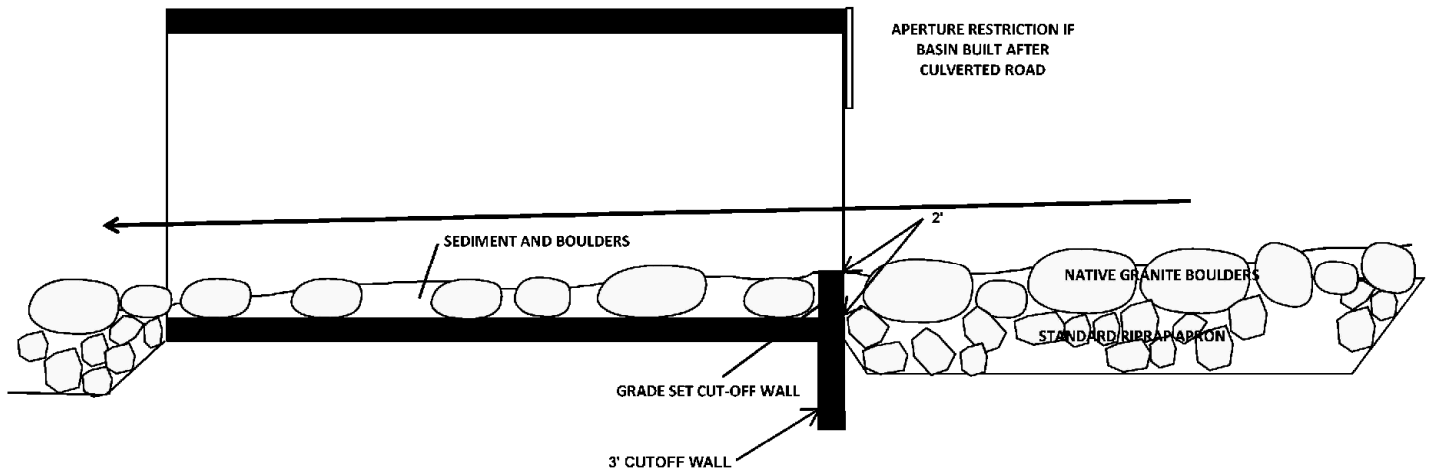 APERTURE RESTRICTION IF
BASIN BUILT AFTER
CULVERTED ROAD
2'
SEDIMENT AND BOULDERS
NATIVE GRANITE BOULDERS
STANDARD RIPRAP APRON
GRADE SET CUT-OFF WALL
3' CUTOFF WALL